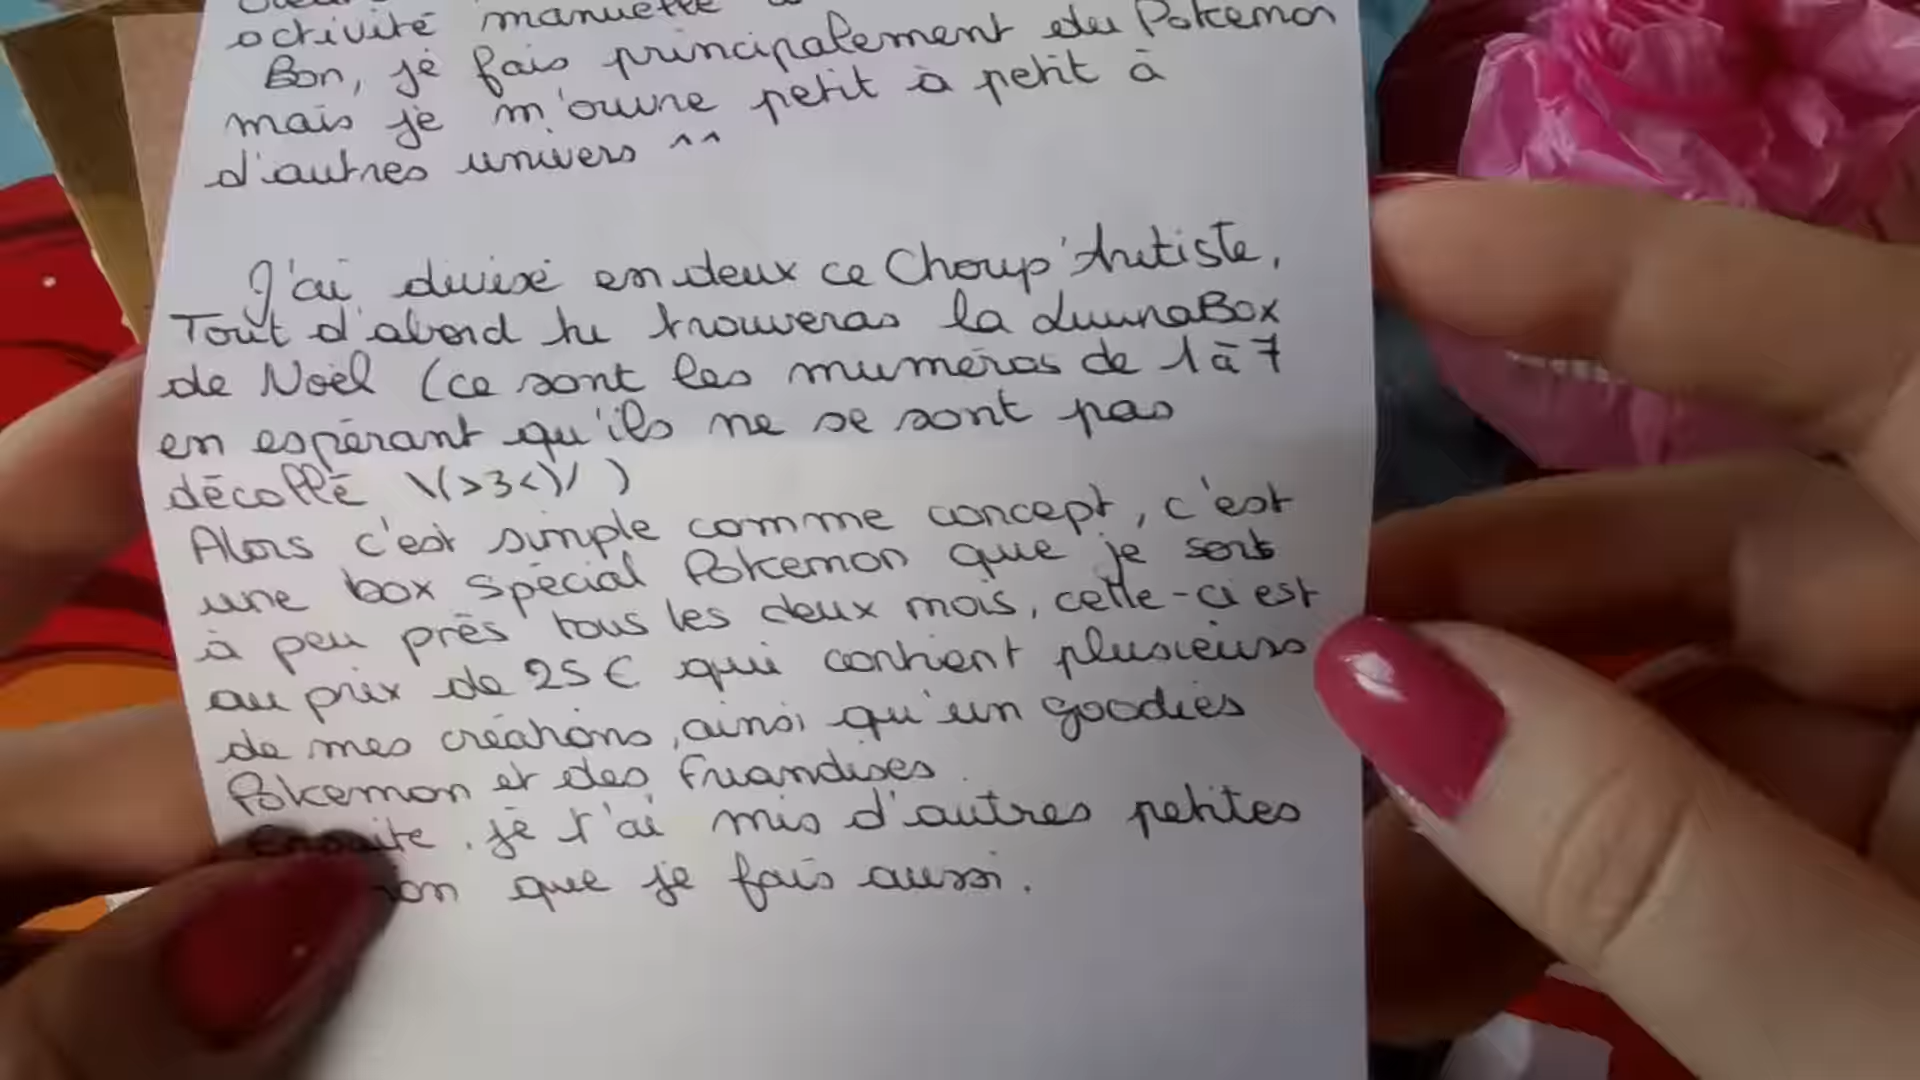 activité manuelle
Bon, je fais principalement du Pokemon
mais je m'ouvre petit à petit à
d'autres univers ^^
J'ai divisé en deux ce Choup'Artiste,
Tout d'abord tu trouveras la LuunaBox
de Noël (ce sont les numéros de 1 à 7
en espérant qu'ils ne se sont pas
décollé \(>3<)/ )
Alors c'est simple comme concept, c'est
une box spécial Pokemon que je sors
à peu près tous les deux mois, celle-ci est
au prix de 25€ qui contient plusieurs
de mes créations, ainsi qu'un goodies
Pokemon et des friandises.
Ensuite, je t'ai mis d'autres petites
que je fais aussi.